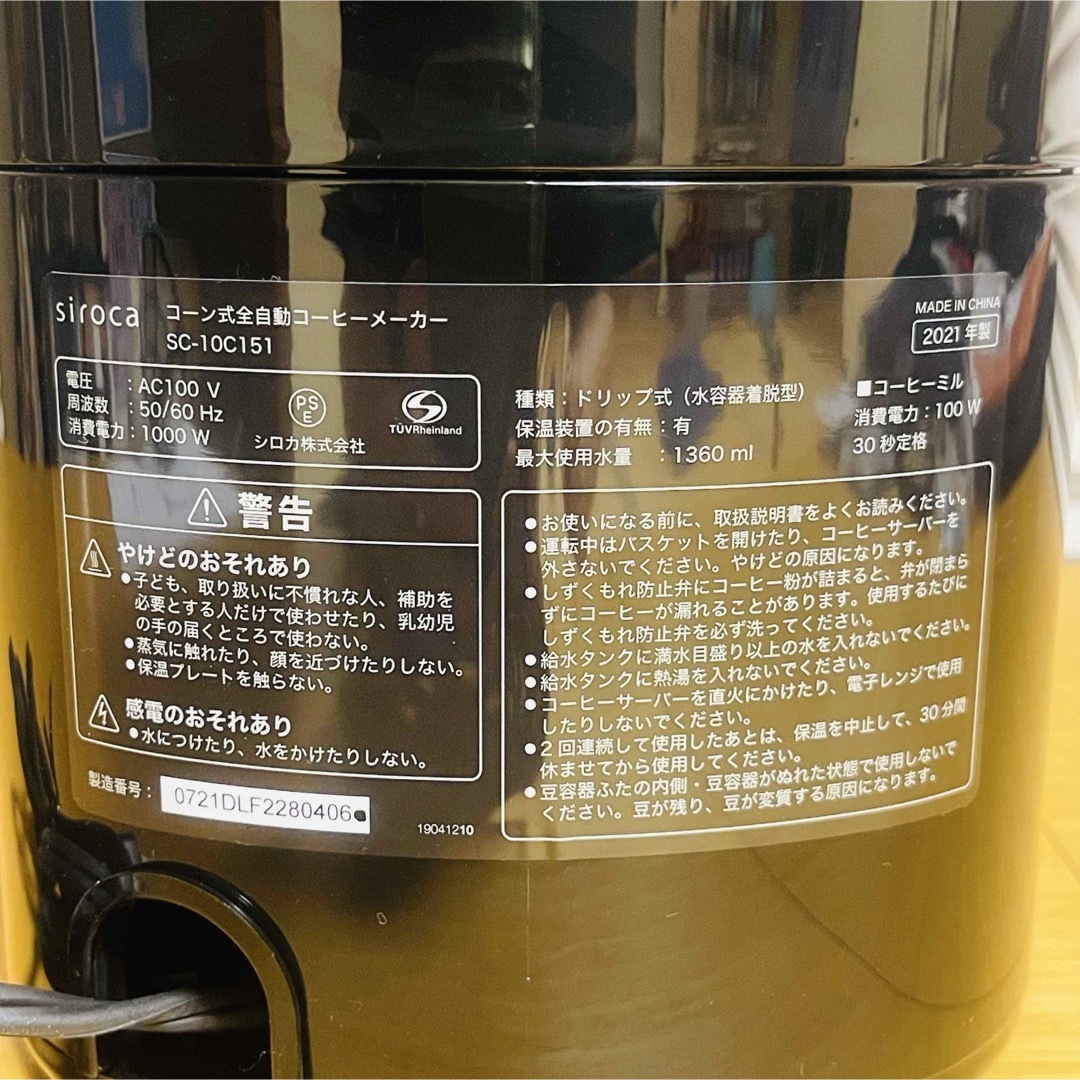 siroca コーン式全自動コーヒーメーカー
SC-10C151
MADE IN CHINA
2021年製
電圧 : AC100 V
周波数 : 50/60 Hz
消費電力 : 1000 W
PSE
シロカ株式会社
TÜVRheinland
種類 : ドリップ式（水容器着脱型）
保温装置の有無 : 有
最大使用水量 : 1360 ml
■コーヒーミル
消費電力 : 100 W
30秒定格
警告
やけどのおそれあり
●子ども、取り扱いに不慣れな人、補助を
必要とする人だけで使わせたり、乳幼児
の手の届くところで使わない。
●蒸気に触れたり、顔を近づけたりしない。
●保温プレートを触らない。
感電のおそれあり
●水につけたり、水をかけたりしない。
●お使いになる前に、取扱説明書をよくお読みください。
●運転中はバスケットを開けたり、コーヒーサーバーを
外さないでください。やけどの原因になります。
●しずくもれ防止弁にコーヒー粉が詰まると、弁が閉まら
ずにコーヒーが漏れることがあります。使用するたびに
しずくもれ防止弁を必ず洗ってください。
●給水タンクに満水目盛り以上の水を入れないでください。
●給水タンクに熱湯を入れないでください。
●コーヒーサーバーを直火にかけたり、電子レンジで使用
したりしないでください。
●2回連続して使用したあとは、保温を中止して、30分間
休ませてから使用してください。
●豆容器ふたの内側・豆容器がぬれた状態で使用しないで
ください。豆が残り、豆が変質する原因になります。
製造番号 : 0721DLF2280406●
19041210